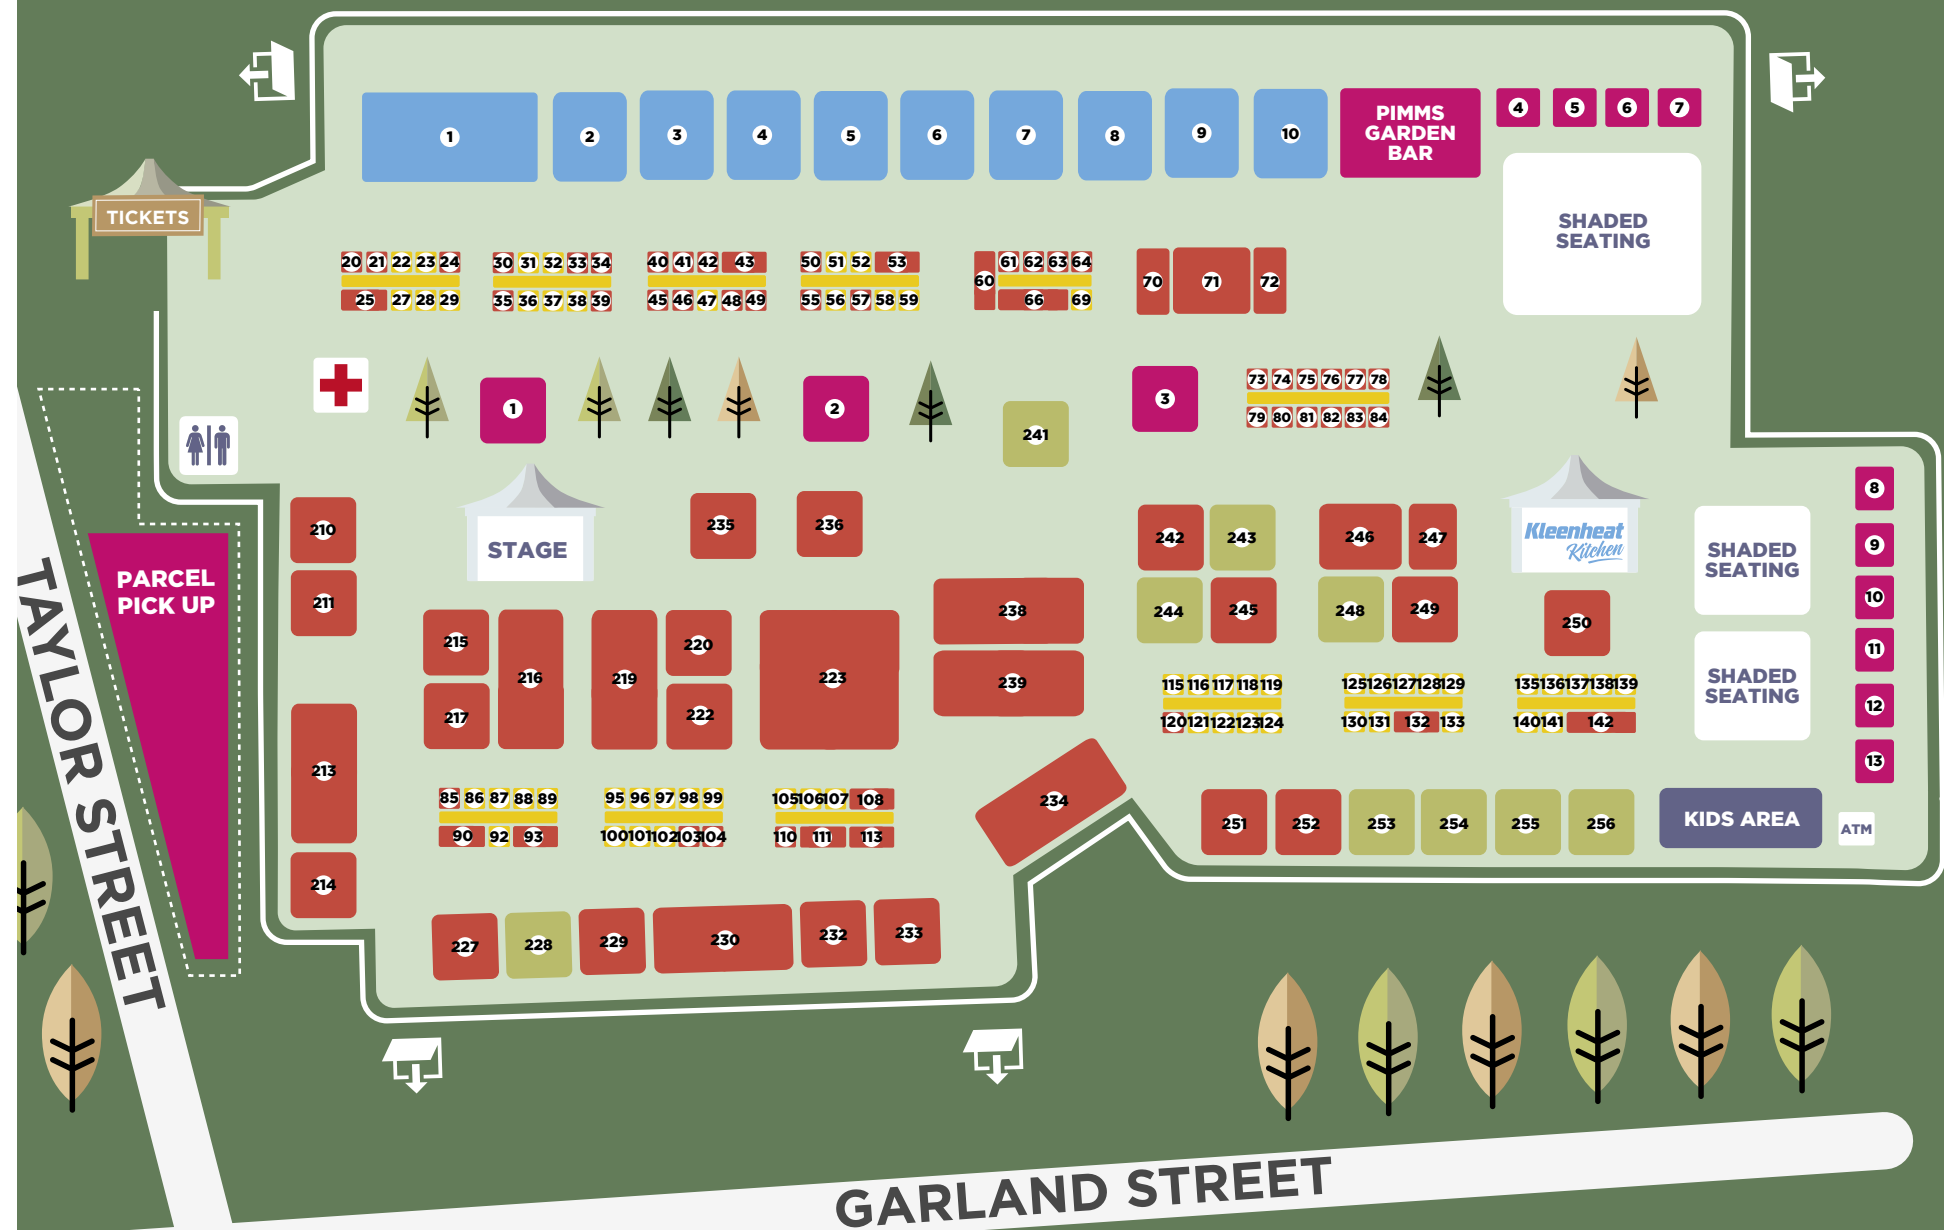 1 2 3 4 5 6 7 8 9 10
PIMMS
GARDEN
BAR
4 5 6 7
TICKETS
SHADED
SEATING
20 21 22 23 24
30 31 32 33 34
40 41 42 43
50 51 52 53
60
61 62 63 64
70 71 72
25 27 28 29
35 36 37 38 39
45 46 47 48 49
55 56 57 58 59
66 69
1
2
3
73 74 75 76 77 78
79 80 81 82 83 84
241
210
STAGE
235
236
242 243
246 247
Kleenheat
Kitchen
SHADED
SEATING
8
9
10
11
12
13
PARCEL
PICK UP
211
238
244 245
248 249
250
215
216
219
220
223
239
217
222
115 116 117 118 119
125 126 127 128 129
135 136 137 138 139
SHADED
SEATING
120 121 122 123 124
130 131 132 133
140 141 142
213
85 86 87 88 89
95 96 97 98 99
105 106 107 108
234
90 92 93
100 101 102 103 104
110 111 113
251 252 253 254 255 256
KIDS AREA
ATM
214
227 228 229 230 232 233
TAYLOR STREET
GARLAND STREET